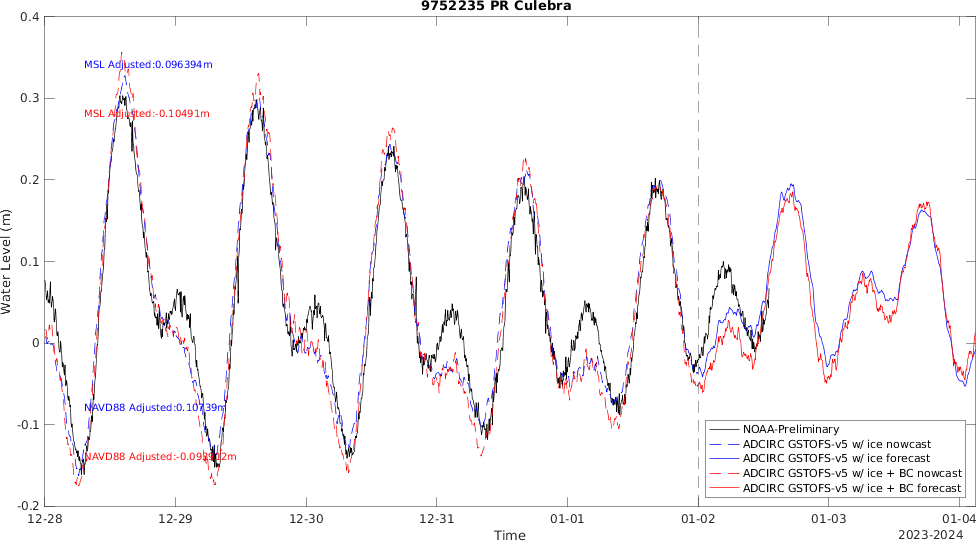 9752235 PR Culebra
0.4
0.3
0.2
0.1
0
-0.1
-0.2
Water Level (m)
MSL Adjusted:0.096394m
MSL Adjusted:-0.10491m
NAVD88 Adjusted:0.10739m
NAVD88 Adjusted:
NOAA-Preliminary
ADCIRC GSTOFS-v5 w/ ice nowcast
ADCIRC GSTOFS-v5 w/ ice forecast
ADCIRC GSTOFS-v5 w/ ice + BC nowcast
ADCIRC GSTOFS-v5 w/ ice + BC forecast
12-28 12-29 12-30 12-31 01-01 01-02 01-03 01-04
Time
2023-2024